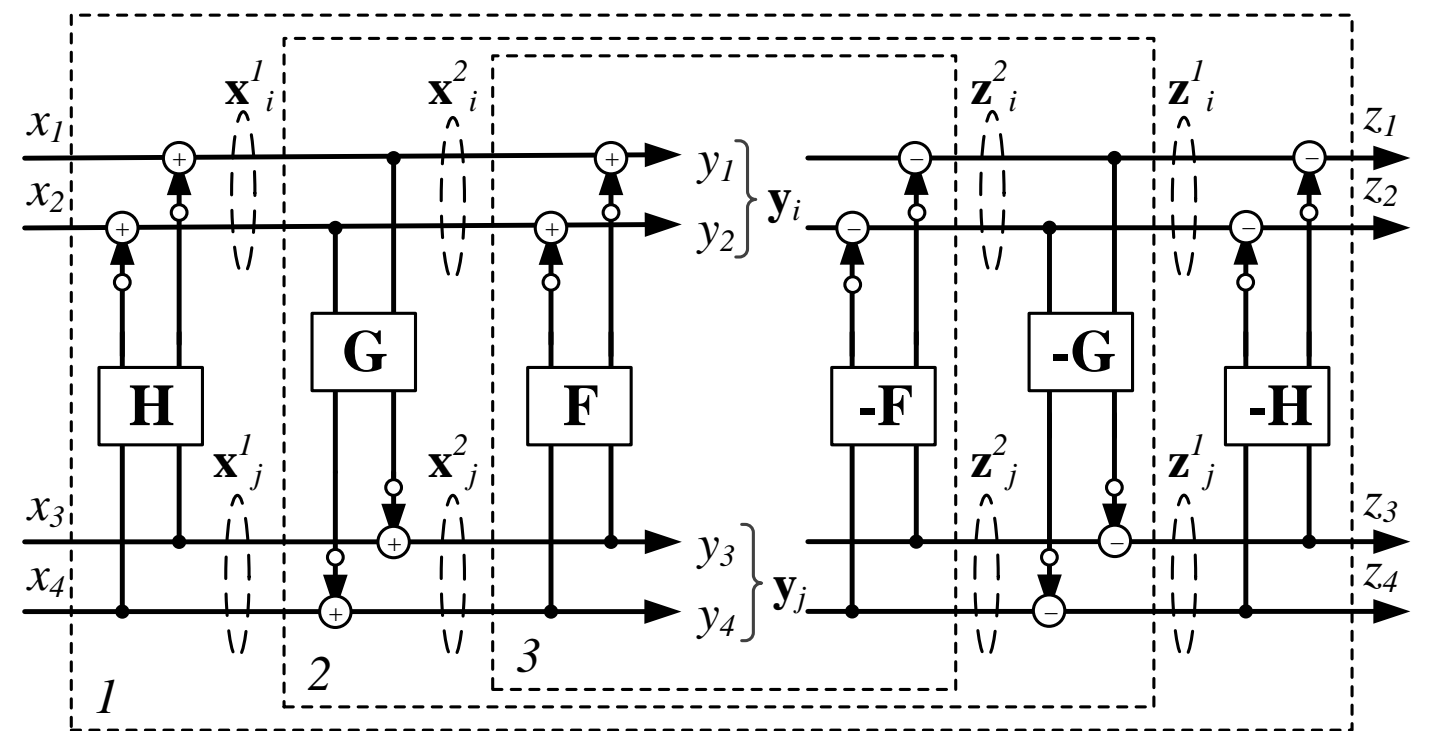 x1i x2i z2i z1i
x1 + + y1 − − z1
x2 + + y2 yi − − z2
G -G
H F -F -H
x1j x2j z2j z1j
x3 + y3 − z3
x4 + y4 yj − z4
1 2 3